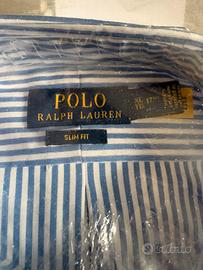 POLO
RALPH LAUREN
SLIM FIT
subito